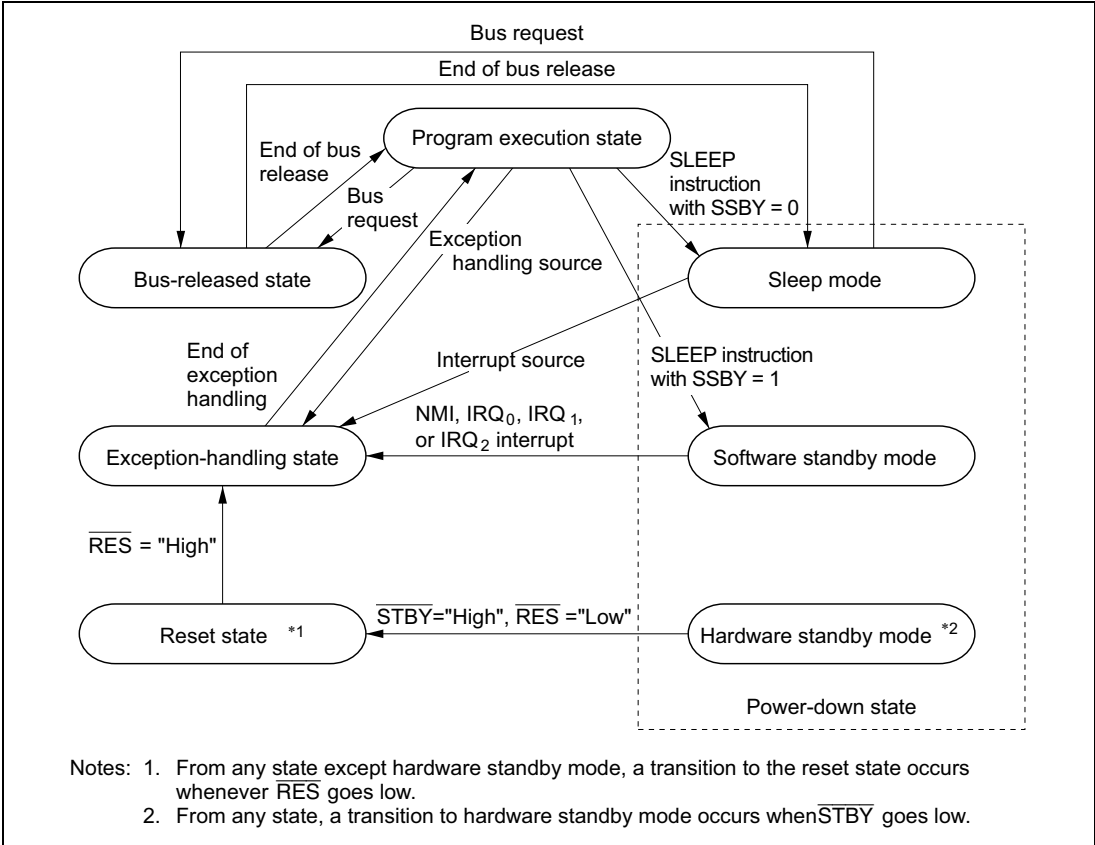 Bus request
End of bus release
Program execution state
End of bus
release
SLEEP
instruction
with SSBY = 0
Bus
request
Exception
handling source
Bus-released state
Sleep mode
End of
exception
handling
Interrupt source
SLEEP instruction
with SSBY = 1
NMI, IRQ0, IRQ1,
or IRQ2 interrupt
Exception-handling state
Software standby mode
RES = "High"
STBY="High", RES ="Low"
Reset state *1
Hardware standby mode *2
Power-down state
Notes: 1. From any state except hardware standby mode, a transition to the reset state occurs
whenever RES goes low.
2. From any state, a transition to hardware standby mode occurs whenSTBY goes low.